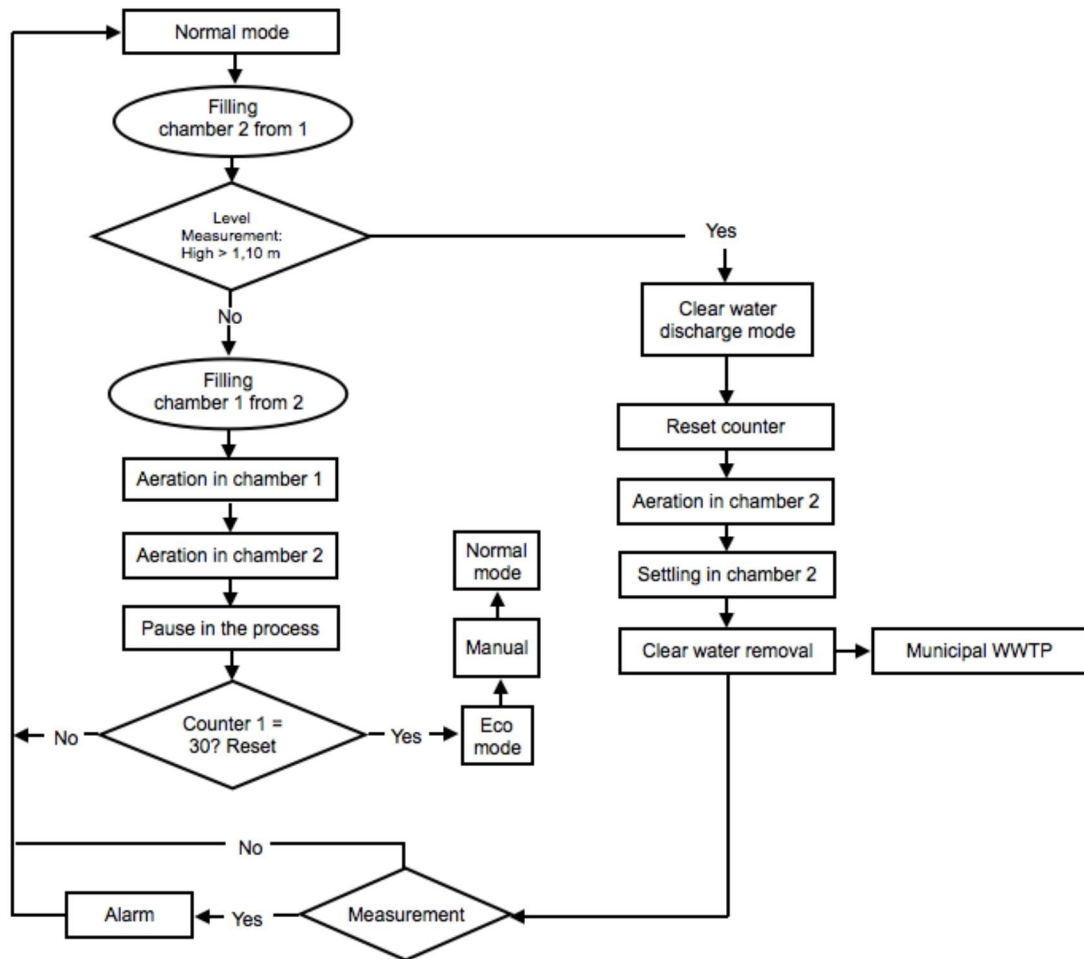 Normal mode
Filling
chamber 2 from 1
Level
Measurement:
High > 1,10 m
Yes
No
Clear water
discharge mode
Filling
chamber 1 from 2
Reset counter
Aeration in chamber 1
Aeration in chamber 2
Aeration in chamber 2
Normal
mode
Settling in chamber 2
Pause in the process
Manual
Clear water removal
Municipal WWTP
Counter 1 =
30? Reset
No
Yes
Eco
mode
No
Alarm
Yes
Measurement